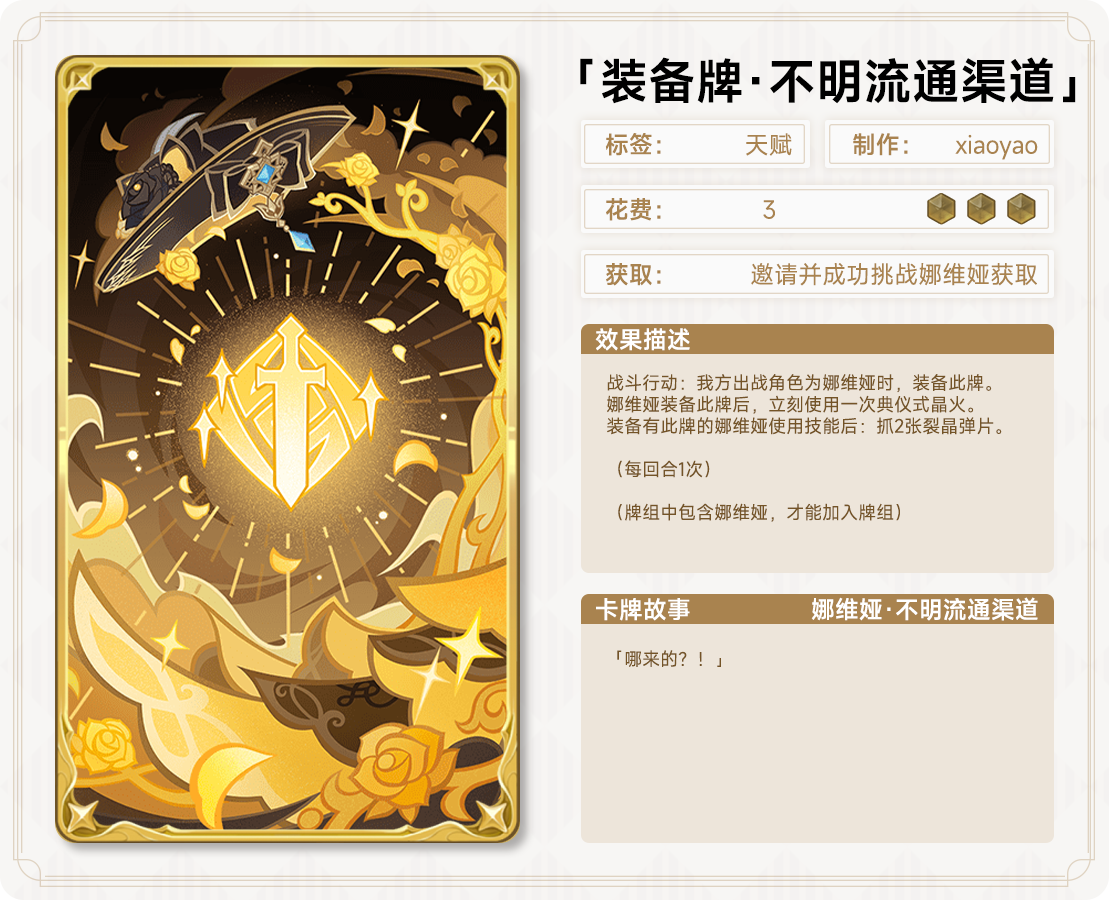 「装备牌·不明流通渠道」
标签： 天赋 制作： xiaoyao
花费： 3
获取： 邀请并成功挑战娜维娅获取
效果描述
战斗行动：我方出战角色为娜维娅时，装备此牌。
娜维娅装备此牌后，立刻使用一次典仪式晶火。
装备有此牌的娜维娅使用技能后：抓2张裂晶弹片。
（每回合1次）
（牌组中包含娜维娅，才能加入牌组）
卡牌故事 娜维娅·不明流通渠道
「哪来的？！」